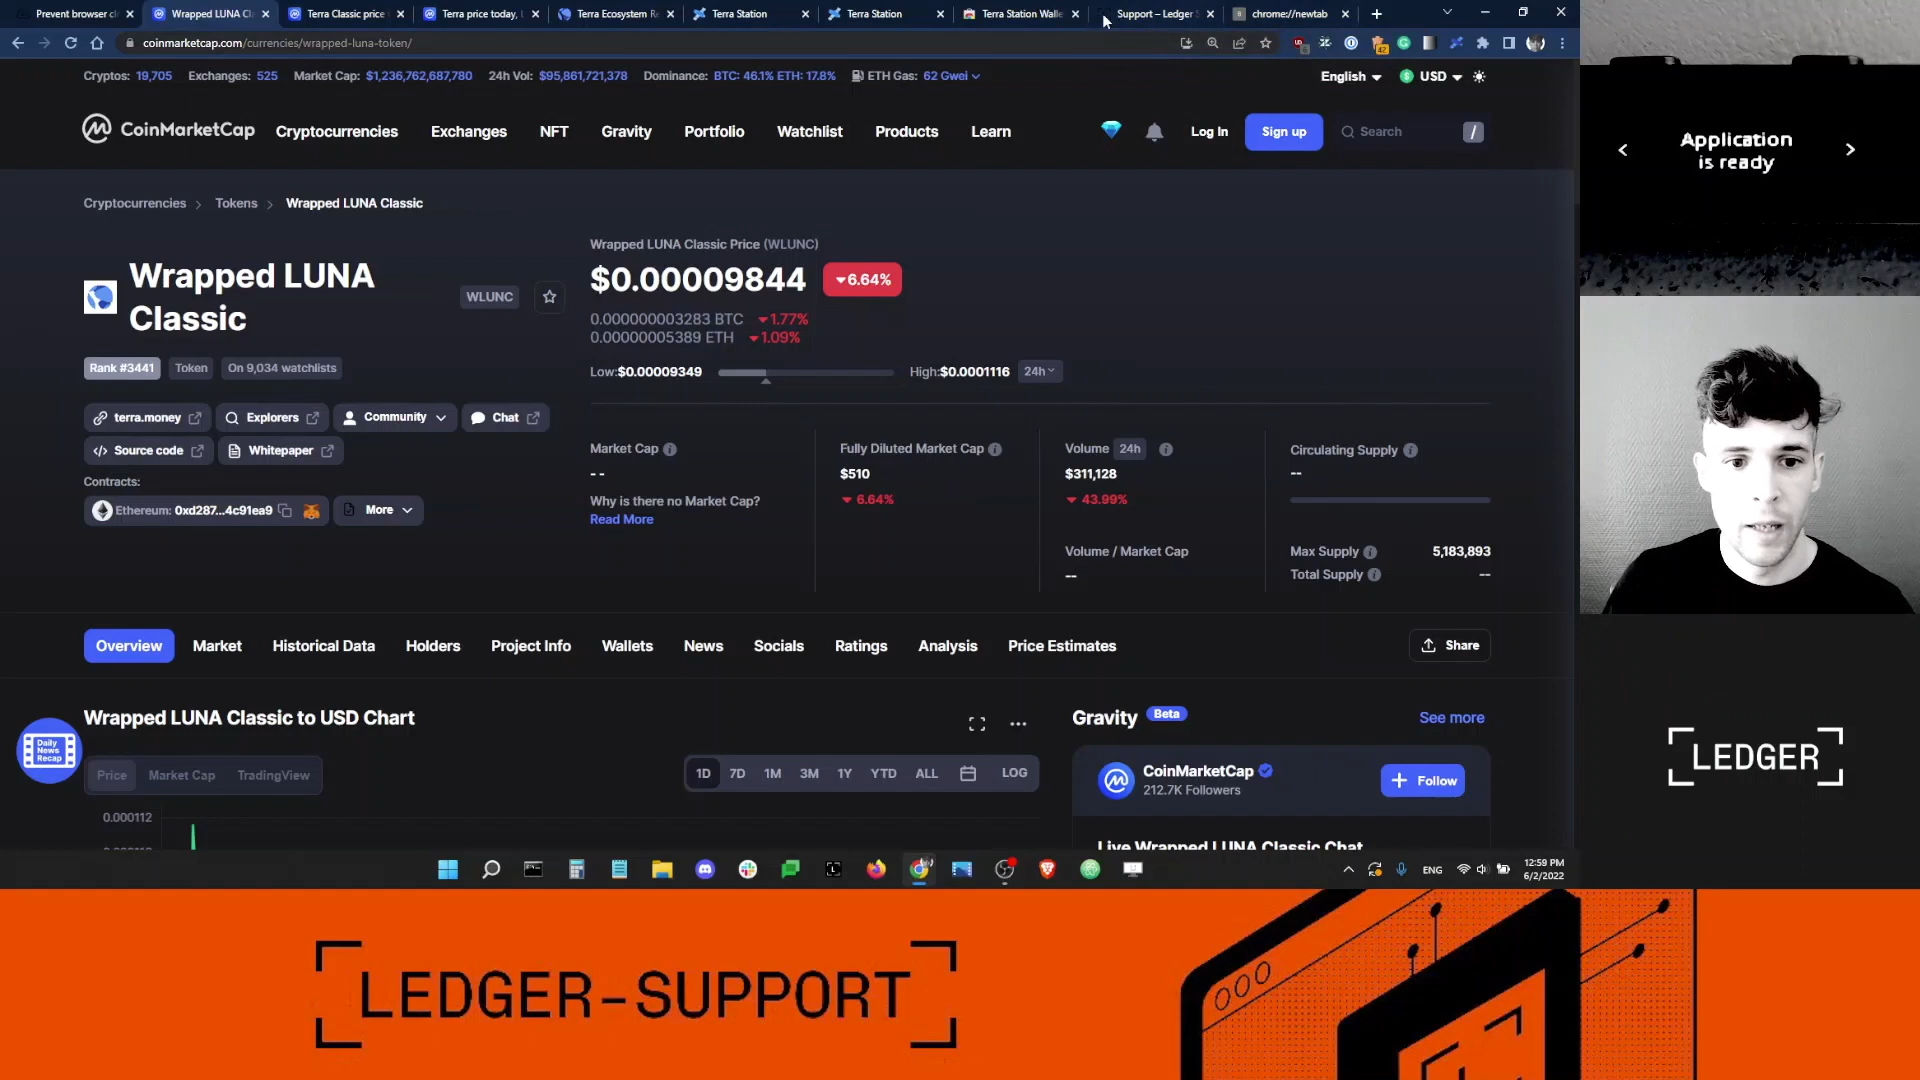 Prevent browser cl
Wrapped LUNA Cl
Terra Classic price
Terra price today, L
Terra Ecosystem Re
Terra Station
Terra Station
Terra Station Walle
Support – Ledger S
chrome://newtab
coinmarketcap.com/currencies/wrapped-luna-token/
42
Cryptos: 19,705 Exchanges: 525 Market Cap: $1,236,762,687,780 24h Vol: $95,861,721,378 Dominance: BTC: 46.1% ETH: 17.8% ETH Gas: 62 Gwei
English USD
CoinMarketCap Cryptocurrencies Exchanges NFT Gravity Portfolio Watchlist Products Learn Log In Sign up Search /
Cryptocurrencies > Tokens > Wrapped LUNA Classic
Wrapped LUNA
Classic
WLUNC
Rank #3441 Token On 9,034 watchlists
terra.money Explorers Community Chat
Source code Whitepaper
Contracts:
Ethereum: 0xd287...4c91ea9 More
Wrapped LUNA Classic Price (WLUNC)
$0.00009844 6.64%
0.000000003283 BTC 1.77%
0.00000005389 ETH 1.09%
Low:$0.00009349 High:$0.0001116 24h
Market Cap
- -
Why is there no Market Cap?
Read More
Fully Diluted Market Cap
$510
6.64%
Volume 24h
$311,128
43.99%
Volume / Market Cap
--
Circulating Supply
--
Max Supply 5,183,893
Total Supply --
Overview Market Historical Data Holders Project Info Wallets News Socials Ratings Analysis Price Estimates Share
Wrapped LUNA Classic to USD Chart
Price Market Cap TradingView
1D 7D 1M 3M 1Y YTD ALL LOG
0.000112
Daily
News
Recap
Gravity Beta See more
CoinMarketCap
212.7K Followers
+ Follow
Live Wrapped LUNA Classic Chat
ENG
12:59 PM
6/2/2022
Application
is ready
LEDGER
LEDGER-SUPPORT